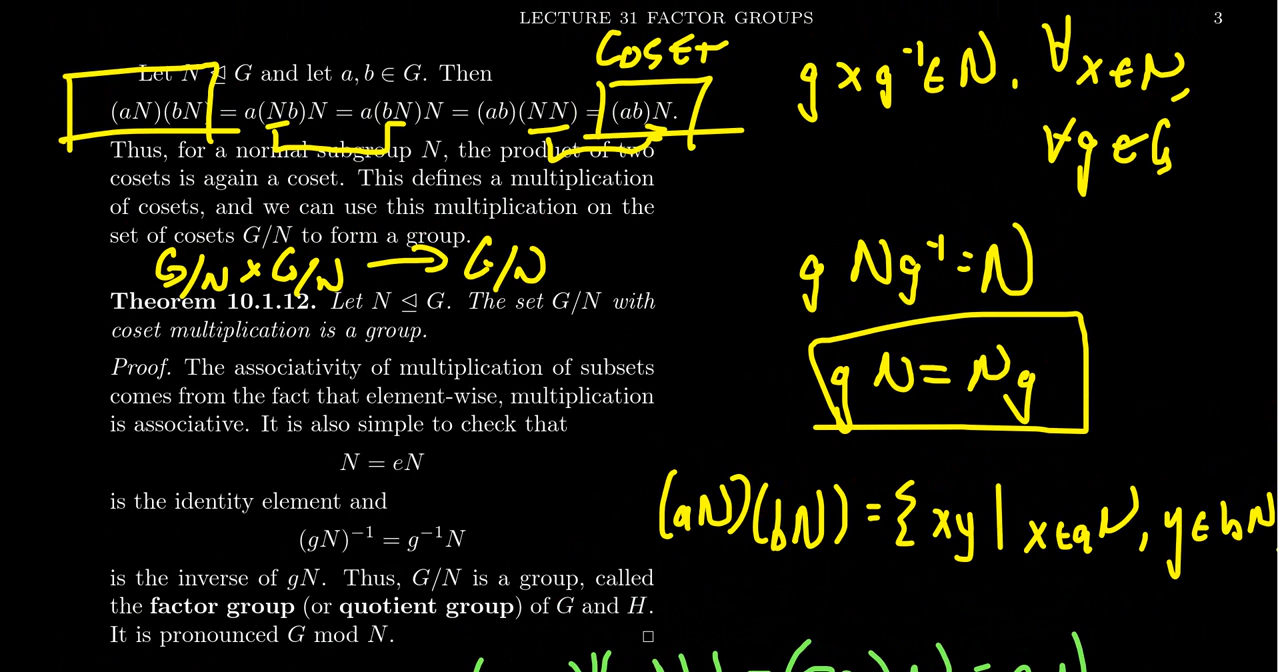 LECTURE 31 FACTOR GROUPS 3
Let N ⊴ G and let a, b ∈ G. Then
(aN)(bN) = a(Nb)N = a(bN)N = (ab)(NN) = (ab)N.
Thus, for a normal subgroup N, the product of two
cosets is again a coset. This defines a multiplication
of cosets, and we can use this multiplication on the
set of cosets G/N to form a group.
G/N × G/N → G/N
Theorem 10.1.12. Let N ⊴ G. The set G/N with
coset multiplication is a group.
Proof. The associativity of multiplication of subsets
comes from the fact that element-wise, multiplication
is associative. It is also simple to check that
N = eN
is the identity element and
(gN)⁻¹ = g⁻¹N
is the inverse of gN. Thus, G/N is a group, called
the factor group (or quotient group) of G and H.
It is pronounced G mod N. □
COSET
g x g⁻¹ ∈ N. ∀ x ∈ N,
∀ g ∈ G
g N g⁻¹ = N
g N = N g
(aN)(bN) = { xy | x ∈ aN, y ∈ bN